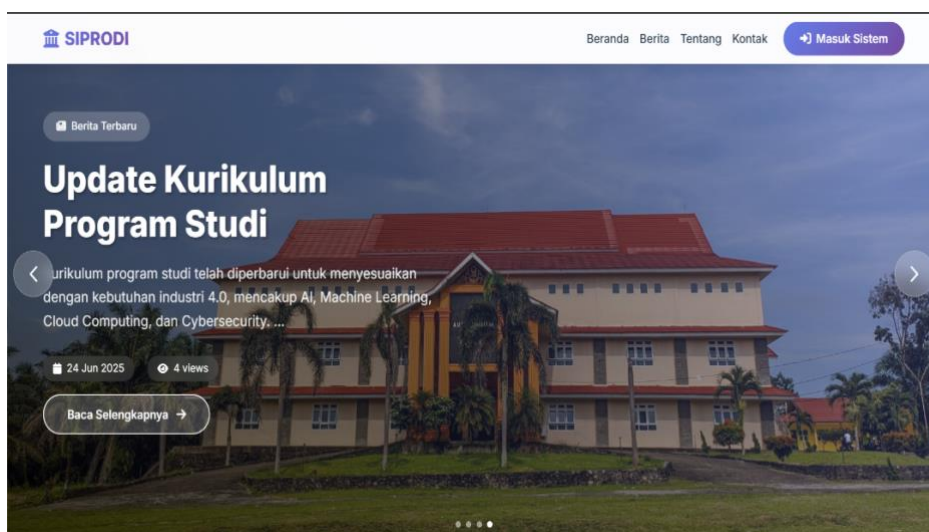 SIPRODI
Beranda Berita Tentang Kontak Masuk Sistem
Berita Terbaru
Update Kurikulum
Program Studi
urikulum program studi telah diperbarui untuk menyesuaikan
dengan kebutuhan industri 4.0, mencakup AI, Machine Learning,
Cloud Computing, dan Cybersecurity. ...
24 Jun 2025 4 views
Baca Selengkapnya →